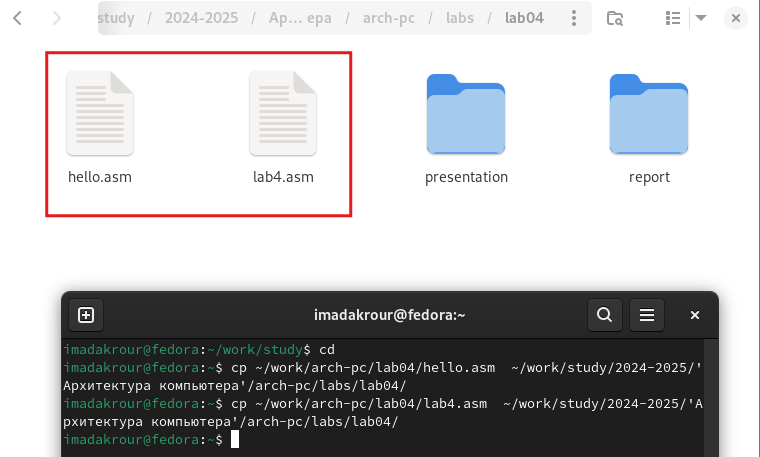 study / 2024-2025 / Ар… ера / arch-pc / labs / lab04
hello.asm
lab4.asm
presentation
report
imadakrour@fedora:~
imadakrour@fedora:~/work/study$ cd
imadakrour@fedora:~$ cp ~/work/arch-pc/lab04/hello.asm  ~/work/study/2024-2025/'
Архитектура компьютера'/arch-pc/labs/lab04/
imadakrour@fedora:~$ cp ~/work/arch-pc/lab04/lab4.asm  ~/work/study/2024-2025/'А
рхитектура компьютера'/arch-pc/labs/lab04/
imadakrour@fedora:~$